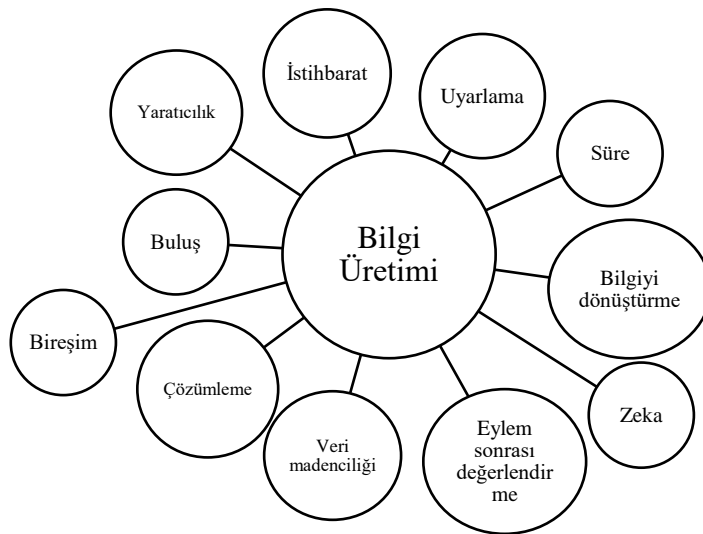 İstihbarat
Uyarlama
Yaratıcılık
Süre
Buluş
Bilgi
Üretimi
Bilgiyi
dönüştürme
Bireşim
Çözümleme
Zeka
Veri
madenciliği
Eylem
sonrası
değerlendir
me